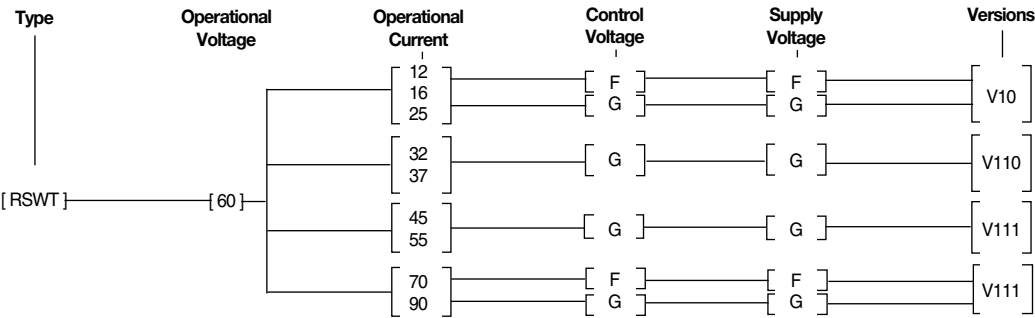 Type
Operational
Voltage
Operational
Current
Control
Voltage
Supply
Voltage
Versions
[ RSWT ]
[ 60 ]
12
16
25
F
G
F
G
V10
32
37
G
G
V110
45
55
G
G
V111
70
90
F
G
F
G
V111